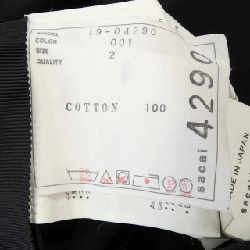 19-04290
COLOR 001
SIZE 2
QUALITY
COTTON 100
sacai 4290
MADE IN JAPAN